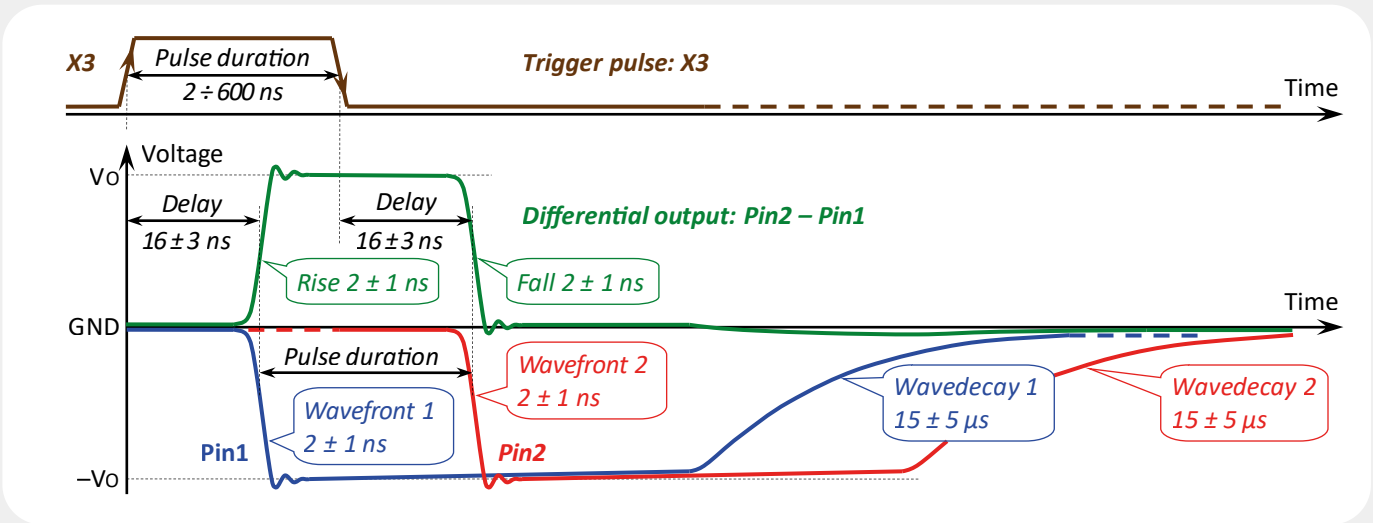 X3
Pulse duration
2 ÷ 600 ns
Trigger pulse: X3
Time
Voltage
Vo
Delay
16 ± 3 ns
Delay
16 ± 3 ns
Differential output: Pin2 – Pin1
Rise 2 ± 1 ns
Fall 2 ± 1 ns
GND
Time
Pulse duration
Wavefront 1
2 ± 1 ns
Wavefront 2
2 ± 1 ns
Wavedecay 1
15 ± 5 µs
Wavedecay 2
15 ± 5 µs
Pin1
Pin2
–Vo